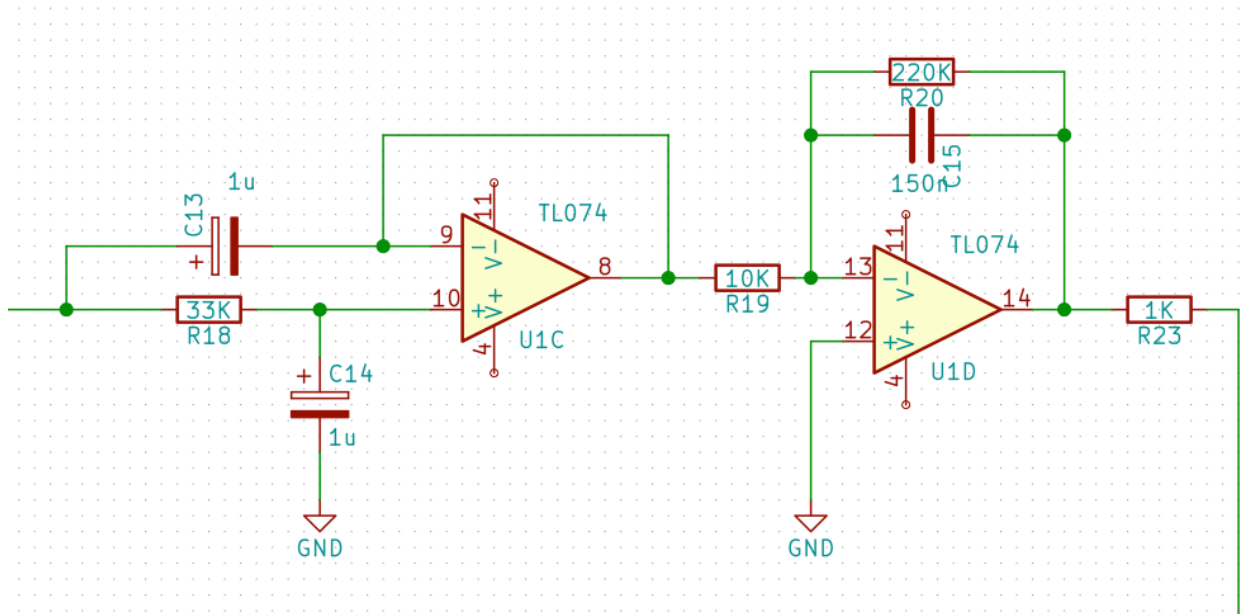 220K
R20
C15
150n
1u
C13
+
11
TL074
9
-
V-
8
33K
R18
10
+
V+
U1C
4
+
C14
1u
GND
10K
R19
11
TL074
13
-
V-
14
12
+
V+
U1D
4
GND
1K
R23